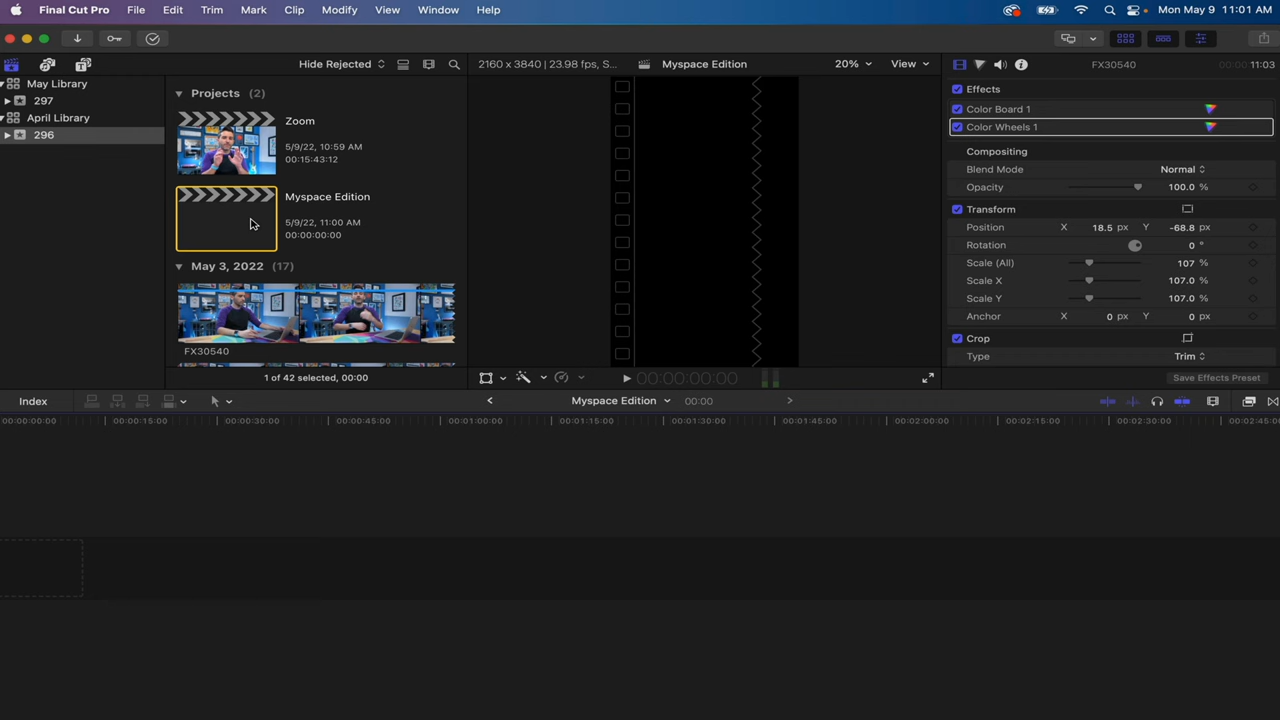 Final Cut Pro File Edit Trim Mark Clip Modify View Window Help Mon May 9 11:01 AM
Hide Rejected 2160 x 3840 | 23.98 fps, S... Myspace Edition 20% View FX30540 00:00 11:03
May Library
297
April Library
296
Projects (2)
Zoom
5/9/22, 10:59 AM
00:15:43:12
Myspace Edition
5/9/22, 11:00 AM
00:00:00:00
May 3, 2022 (17)
FX30540
1 of 42 selected, 00:00
00:00:00:00
Effects
Color Board 1
Color Wheels 1
Compositing
Blend Mode Normal
Opacity 100.0 %
Transform
Position X 18.5 px Y -68.8 px
Rotation 0 °
Scale (All) 107 %
Scale X 107.0 %
Scale Y 107.0 %
Anchor X 0 px Y 0 px
Crop
Type Trim
Save Effects Preset
Index Myspace Edition 00:00
00:00:00:00 00:00:15:00 00:00:30:00 00:00:45:00 00:01:00:00 00:01:15:00 00:01:30:00 00:01:45:00 00:02:00:00 00:02:15:00 00:02:30:00 00:02:45:00